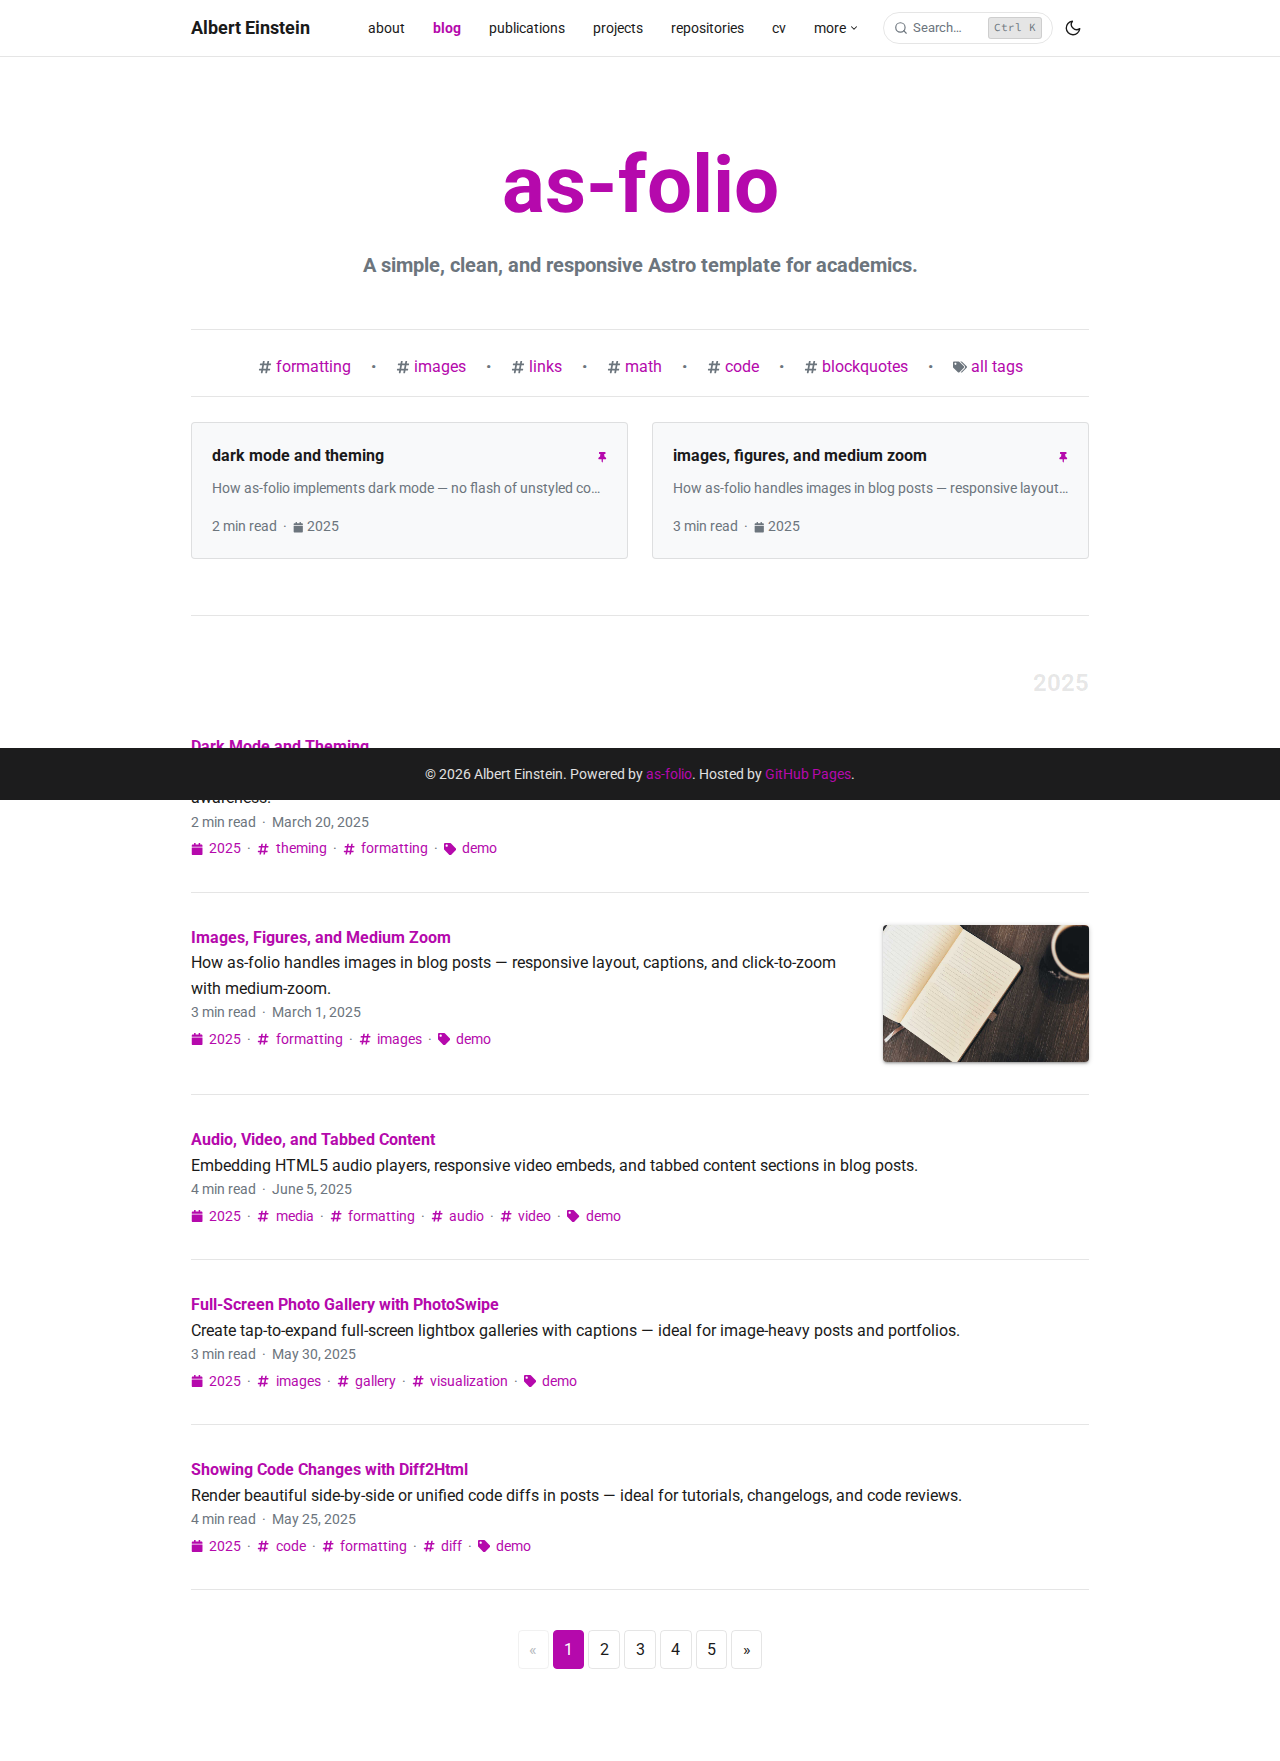 Albert Einstein about blog publications projects repositories cv more Search... Ctrl K
as-folio
A simple, clean, and responsive Astro template for academics.
# formatting • # images • # links • # math • # code • # blockquotes • all tags
dark mode and theming
How as-folio implements dark mode — no flash of unstyled co...
2 min read · 2025
images, figures, and medium zoom
How as-folio handles images in blog posts — responsive layout...
3 min read · 2025
2025
Dark Mode and Theming
© 2026 Albert Einstein. Powered by as-folio. Hosted by GitHub Pages.
awareness.
2 min read · March 20, 2025
2025 · # theming · # formatting · demo
Images, Figures, and Medium Zoom
How as-folio handles images in blog posts — responsive layout, captions, and click-to-zoom
with medium-zoom.
3 min read · March 1, 2025
2025 · # formatting · # images · demo
Audio, Video, and Tabbed Content
Embedding HTML5 audio players, responsive video embeds, and tabbed content sections in blog posts.
4 min read · June 5, 2025
2025 · # media · # formatting · # audio · # video · demo
Full-Screen Photo Gallery with PhotoSwipe
Create tap-to-expand full-screen lightbox galleries with captions — ideal for image-heavy posts and portfolios.
3 min read · May 30, 2025
2025 · # images · # gallery · # visualization · demo
Showing Code Changes with Diff2Html
Render beautiful side-by-side or unified code diffs in posts — ideal for tutorials, changelogs, and code reviews.
4 min read · May 25, 2025
2025 · # code · # formatting · # diff · demo
« 1 2 3 4 5 »